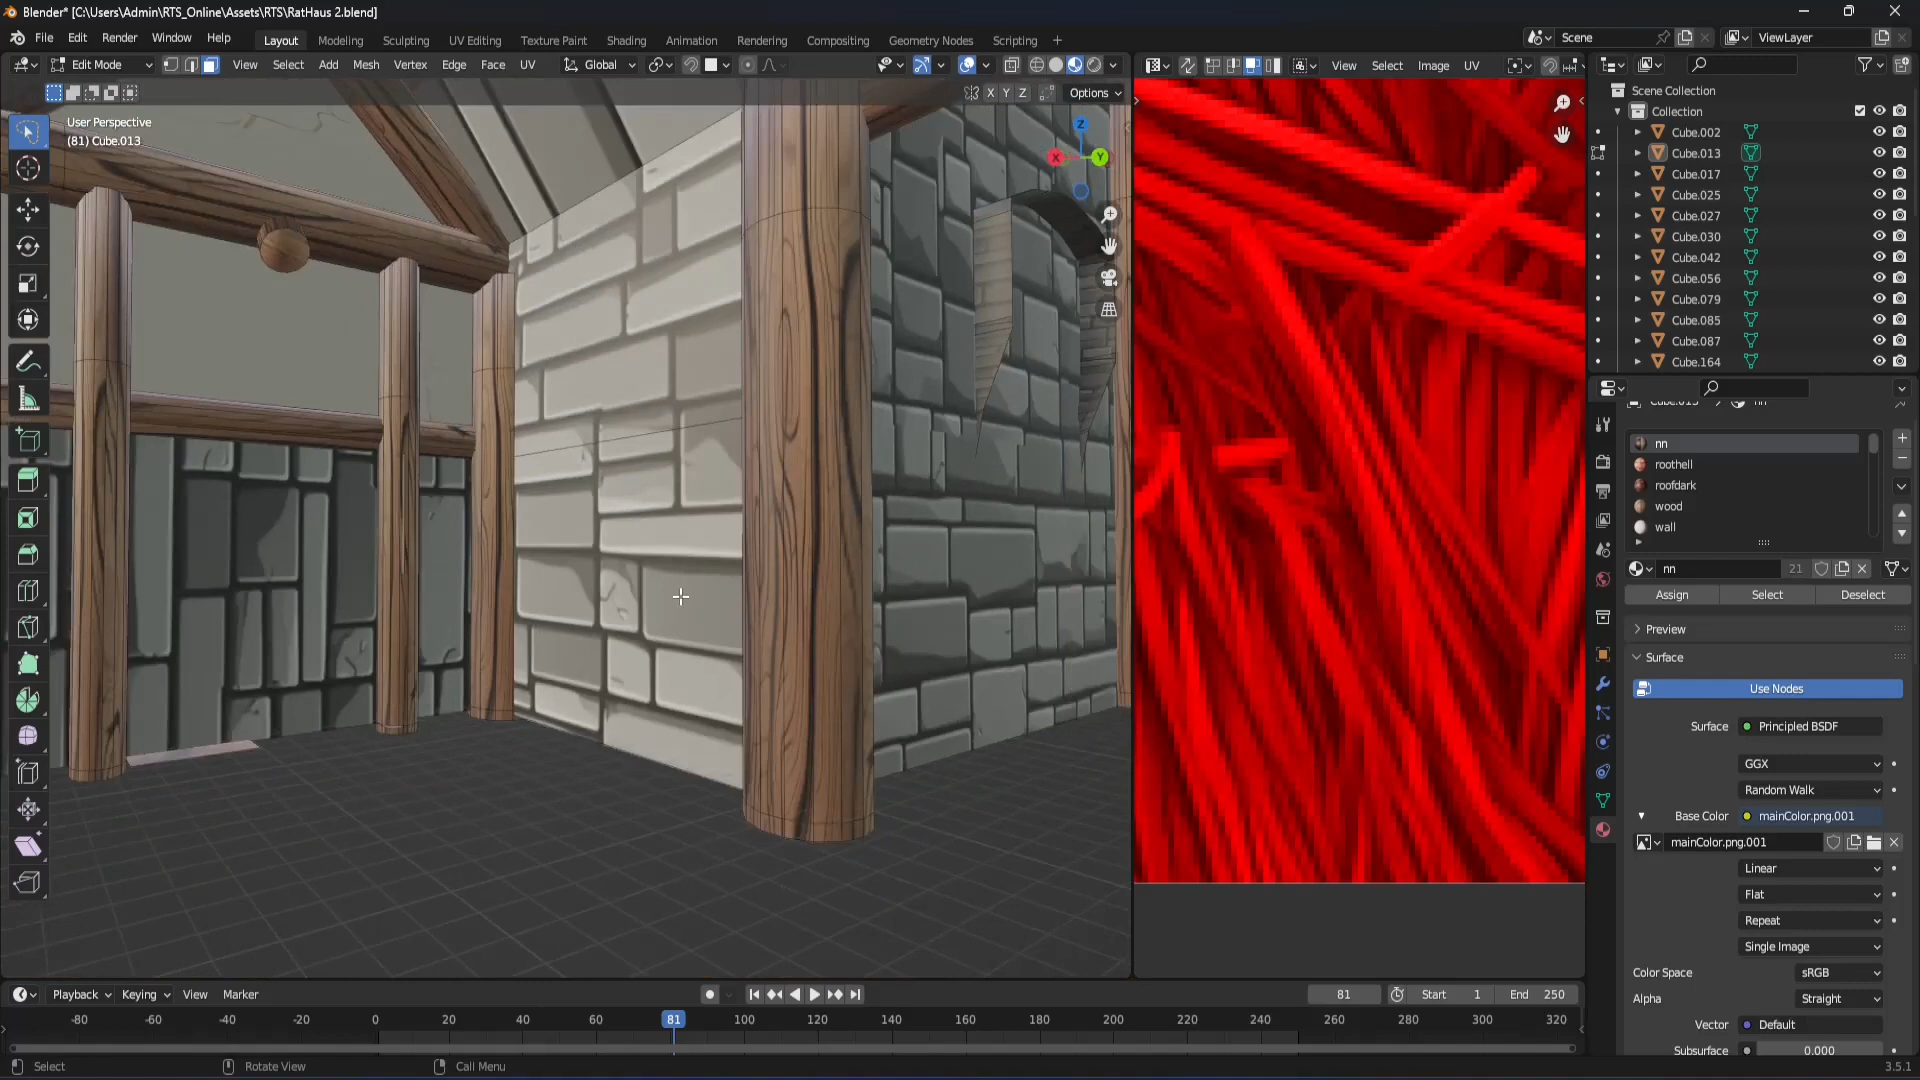 Blender* [C:\Users\Admin\RTS_Online\Assets\RTS\RatHaus 2.blend]
File Edit Render Window Help Layout Modeling Sculpting UV Editing Texture Paint Shading Animation Rendering Compositing Geometry Nodes Scripting + Scene ViewLayer
Edit Mode View Select Add Mesh Vertex Edge Face UV Global View Select Image UV
X Y Z Options
User Perspective
(81) Cube.013
Z
X Y
Scene Collection
Collection
Cube.002
Cube.013
Cube.017
Cube.025
Cube.027
Cube.030
Cube.042
Cube.056
Cube.079
Cube.085
Cube.087
Cube.164
Cube.013 > nn
nn
roothell
roofdark
wood
wall
nn 21
Assign Select Deselect
Preview
Surface
Use Nodes
Surface Principled BSDF
GGX
Random Walk
Base Color mainColor.png.001
mainColor.png.001
Linear
Flat
Repeat
Single Image
Color Space sRGB
Alpha Straight
Vector Default
Subsurface 0.000
Playback Keying View Marker 81 Start 1 End 250
-80 -60 -40 -20 0 20 40 60 81 100 120 140 160 180 200 220 240 260 280 300 320
Select Rotate View Call Menu 3.5.1